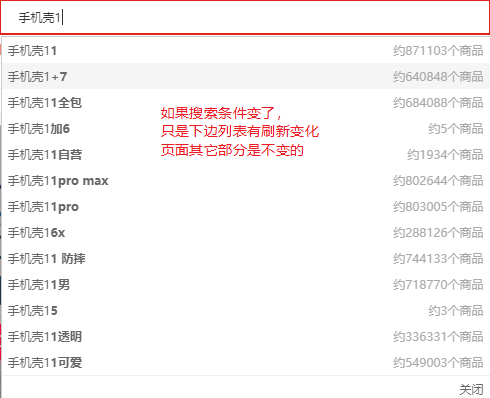 手机壳1
手机壳11 约871103个商品
手机壳1+7 约640848个商品
手机壳11全包 约684088个商品
手机壳1加6 约5个商品
手机壳11自营 约1934个商品
手机壳11pro max 约802644个商品
手机壳11pro 约803005个商品
手机壳16x 约288126个商品
手机壳11 防摔 约744133个商品
手机壳11男 约718770个商品
手机壳15 约3个商品
手机壳11透明 约336331个商品
手机壳11可爱 约549003个商品
如果搜索条件变了，
只是下边列表有刷新变化
页面其它部分是不变的
关闭